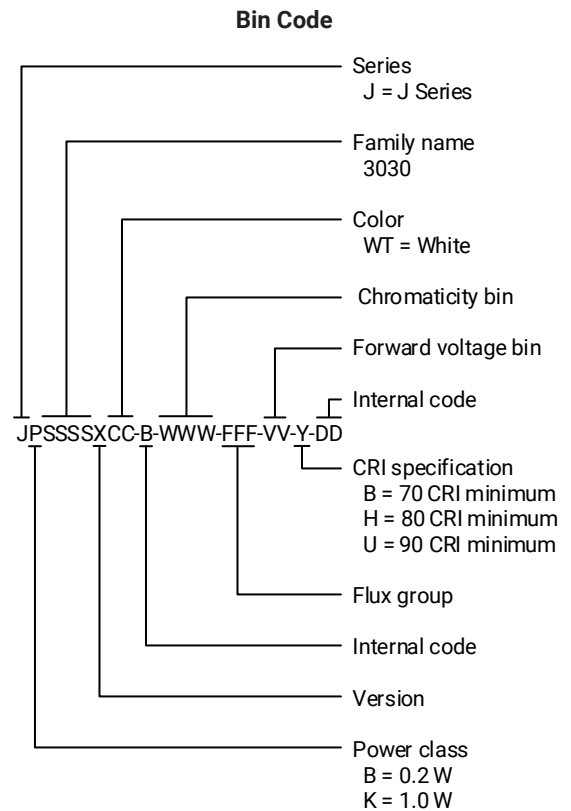 Bin Code
Series
J = J Series
Family name
3030
Color
WT = White
Chromaticity bin
Forward voltage bin
Internal code
JPSSSSXCC-B-WWW-FFF-VV-Y-DD
CRI specification
B = 70 CRI minimum
H = 80 CRI minimum
U = 90 CRI minimum
Flux group
Internal code
Version
Power class
B = 0.2 W
K = 1.0 W